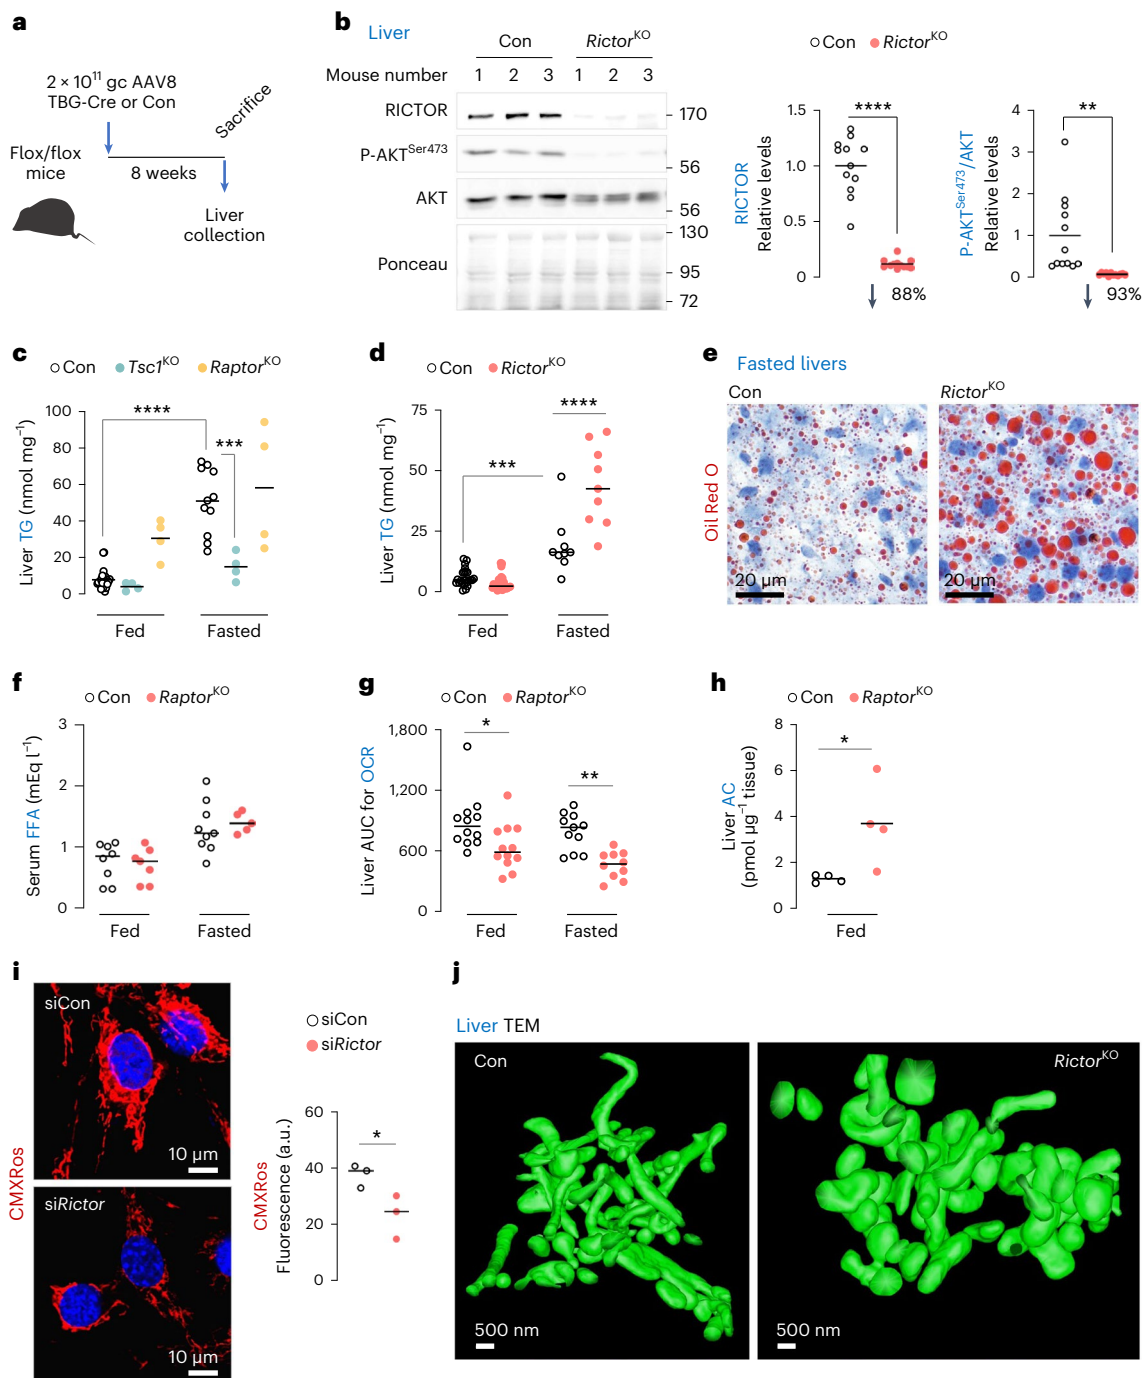 a
2 × 10¹¹ gc AAV8
TBG-Cre or Con
Sacrifice
Flox/flox
mice
8 weeks
Liver
collection
b
Liver
Con
Rictorᴷᴼ
Mouse number
1 2 3 1 2 3
RICTOR
170
P-AKTSer473
56
AKT
56
130
Ponceau
95
72
Con Rictorᴷᴼ
RICTOR
Relative levels
1.5
1.0
0.5
0
****
88%
P-AKTSer473/AKT
Relative levels
4
3
2
1
0
**
93%
c
Con Tsc1ᴷᴼ Raptorᴷᴼ
Liver TG (nmol mg⁻¹)
100
80
60
40
20
0
****
***
Fed
Fasted
d
Con Rictorᴷᴼ
Liver TG (nmol mg⁻¹)
75
50
25
0
***
****
Fed
Fasted
e
Fasted livers
Con
Rictorᴷᴼ
Oil Red O
20 µm
20 µm
f
Con Raptorᴷᴼ
Serum FFA (mEq l⁻¹)
3
2
1
0
Fed
Fasted
g
Con Raptorᴷᴼ
Liver AUC for OCR
1,800
1,200
600
0
*
**
Fed
Fasted
h
Con Raptorᴷᴼ
Liver AC
(pmol µg⁻¹ tissue)
8
6
4
2
0
*
Fed
i
CMXRos
siCon
10 µm
siRictor
10 µm
siCon
siRictor
CMXRos
Fluorescence (a.u.)
60
40
20
0
*
j
Liver TEM
Con
500 nm
Rictorᴷᴼ
500 nm